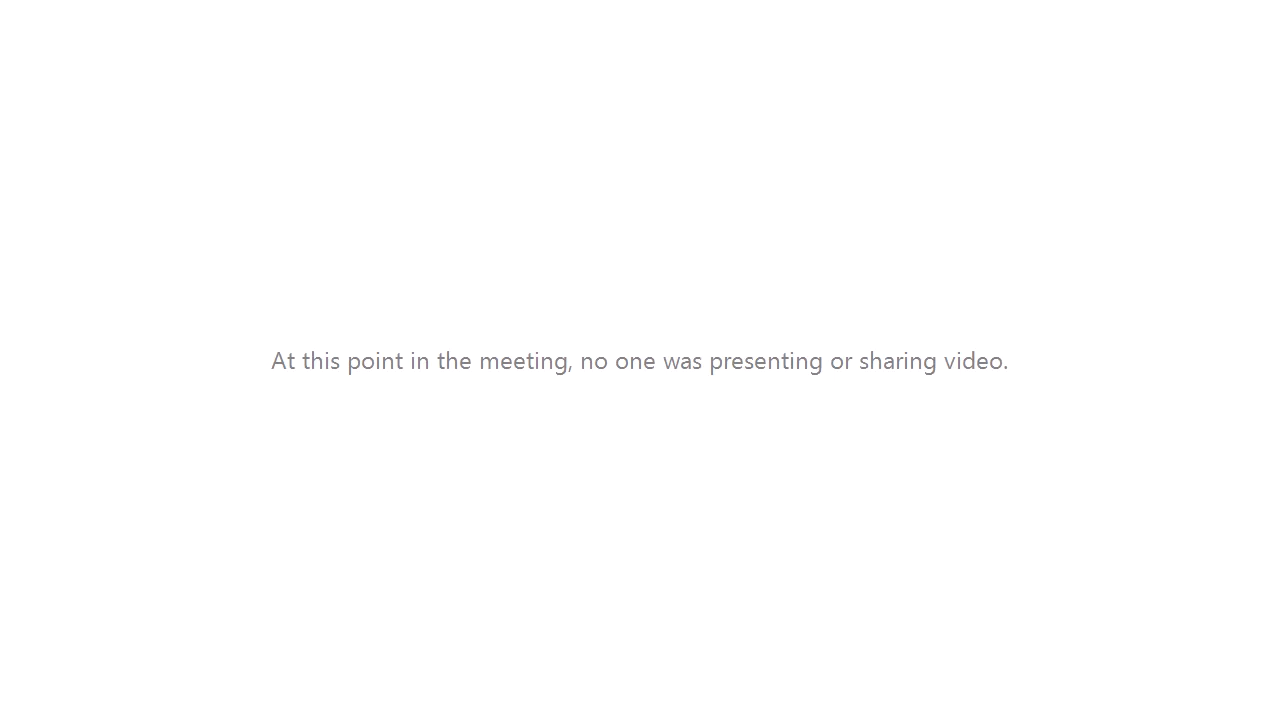 At this point in the meeting, no one was presenting or sharing video.